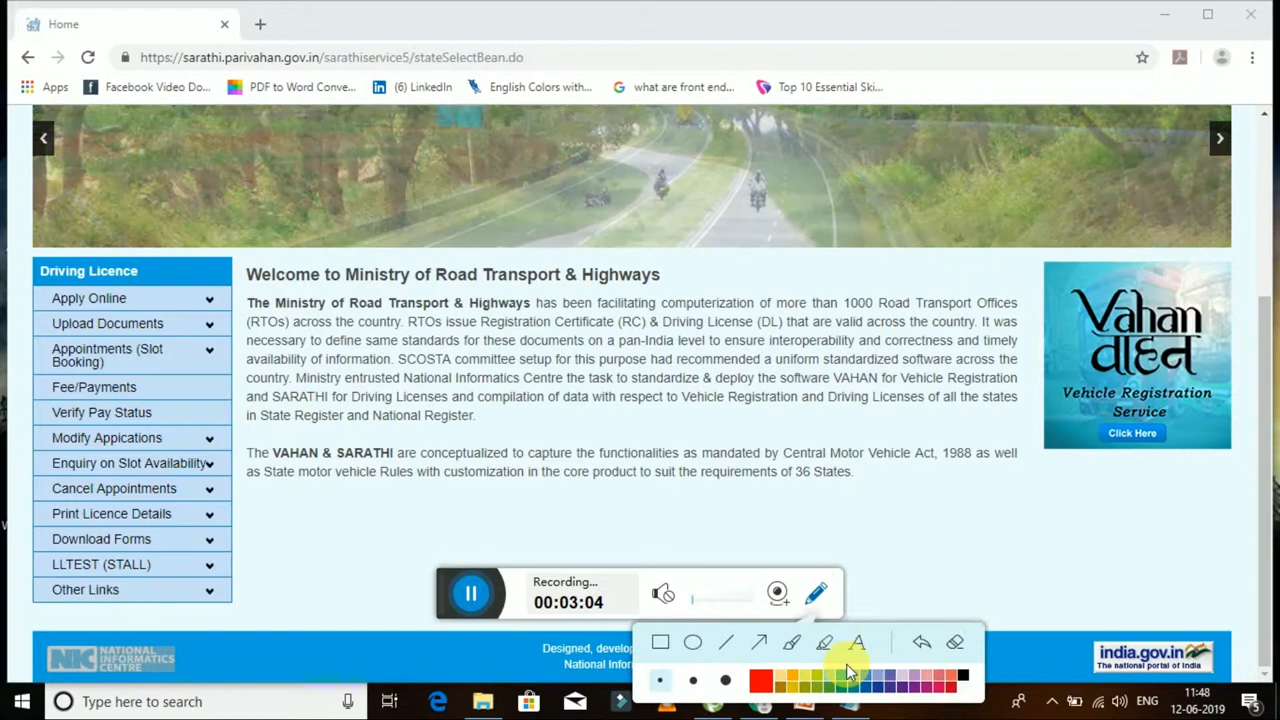 Home
https://sarathi.parivahan.gov.in/sarathiservice5/stateSelectBean.do
Apps
Facebook Video Do...
PDF to Word Conve...
(6) LinkedIn
English Colors with...
what are front end...
Top 10 Essential Ski...
Driving Licence
Apply Online
Upload Documents
Appointments (Slot
Booking)
Fee/Payments
Verify Pay Status
Modify Appications
Enquiry on Slot Availability
Cancel Appointments
Print Licence Details
Download Forms
LLTEST (STALL)
Other Links
Welcome to Ministry of Road Transport & Highways
The Ministry of Road Transport & Highways has been facilitating computerization of more than 1000 Road Transport Offices
(RTOs) across the country. RTOs issue Registration Certificate (RC) & Driving License (DL) that are valid across the country. It was
necessary to define same standards for these documents on a pan-India level to ensure interoperability and correctness and timely
availability of information. SCOSTA committee setup for this purpose had recommended a uniform standardized software across the
country. Ministry entrusted National Informatics Centre the task to standardize & deploy the software VAHAN for Vehicle Registration
and SARATHI for Driving Licenses and compilation of data with respect to Vehicle Registration and Driving Licenses of all the states
in State Register and National Register.
The VAHAN & SARATHI are conceptualized to capture the functionalities as mandated by Central Motor Vehicle Act, 1988 as well
as State motor vehicle Rules with customization in the core product to suit the requirements of 36 States.
Vahan
वाहन
Vehicle Registration
Service
Click Here
Recording...
00:03:04
A
NIC NATIONAL
INFORMATICS
CENTRE
Designed, develo
National Infor
india.gov.in
The national portal of India
Type here to search
ENG
11:48
12-06-2019
5